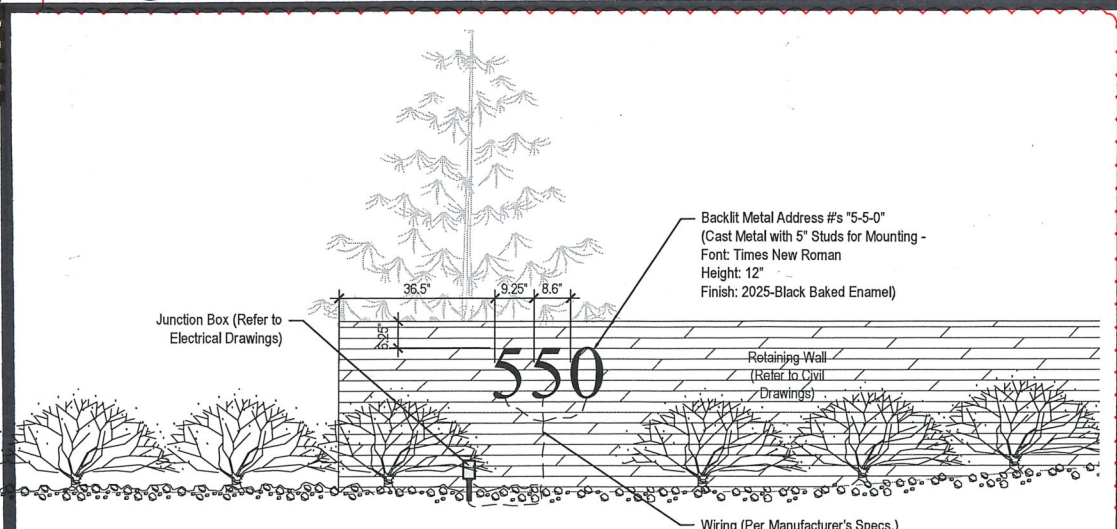 Backlit Metal Address #'s "5-5-0"
(Cast Metal with 5" Studs for Mounting -
Font: Times New Roman
Height: 12"
Finish: 2025-Black Baked Enamel)
36.5" 9.25" 8.6"
Junction Box (Refer to
Electrical Drawings)
5.25"
550
Retaining Wall
(Refer to Civil
Drawings)
Wiring (Per Manufacturer's Specs.)